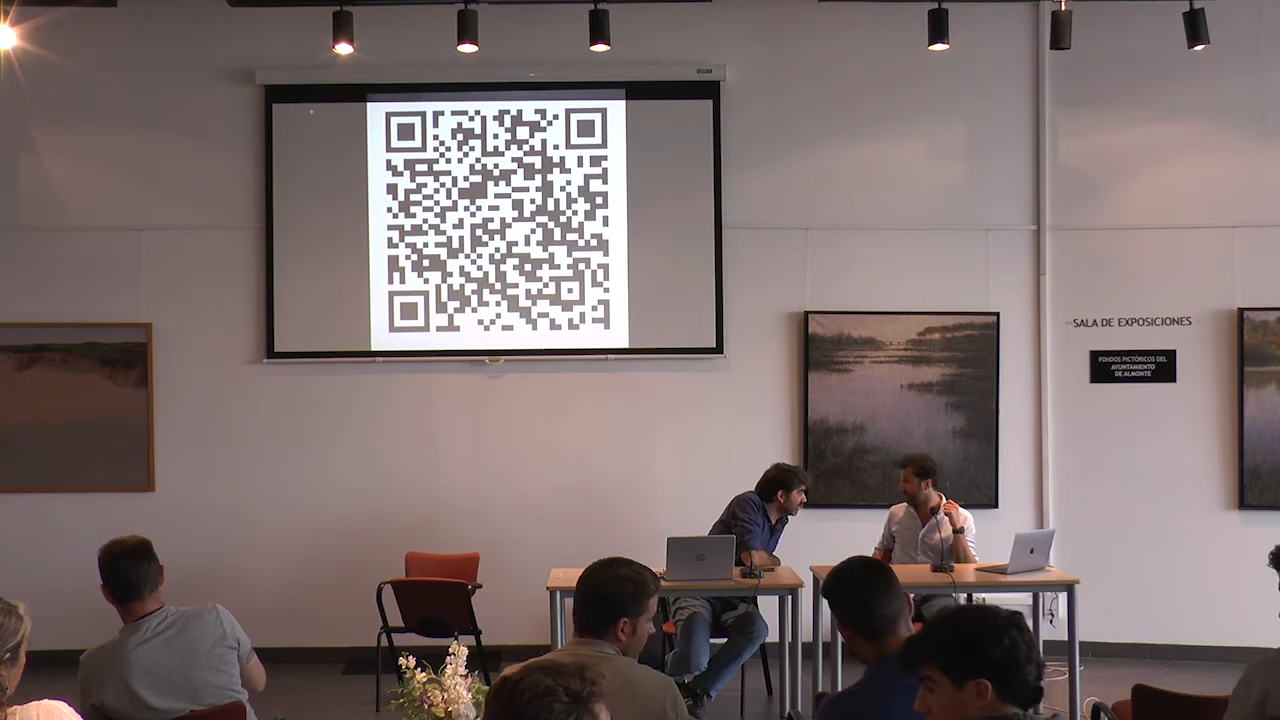 SALA DE EXPOSICIONES
FONDOS PICTÓRICOS DEL
AYUNTAMIENTO
DE ALMONTE